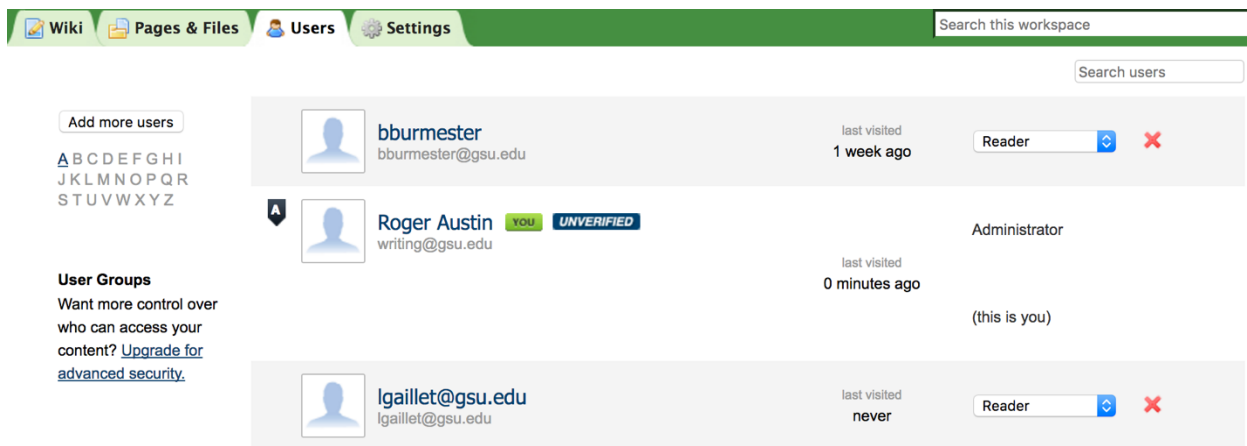 Wiki Pages & Files Users Settings
Search this workspace
Search users
Add more users
A B C D E F G H I
J K L M N O P Q R
S T U V W X Y Z
User Groups
Want more control over
who can access your
content? Upgrade for
advanced security.
bburmester
bburmester@gsu.edu
last visited
1 week ago
Reader
A
Roger Austin YOU UNVERIFIED
writing@gsu.edu
last visited
0 minutes ago
Administrator
(this is you)
lgaillet@gsu.edu
lgaillet@gsu.edu
last visited
never
Reader